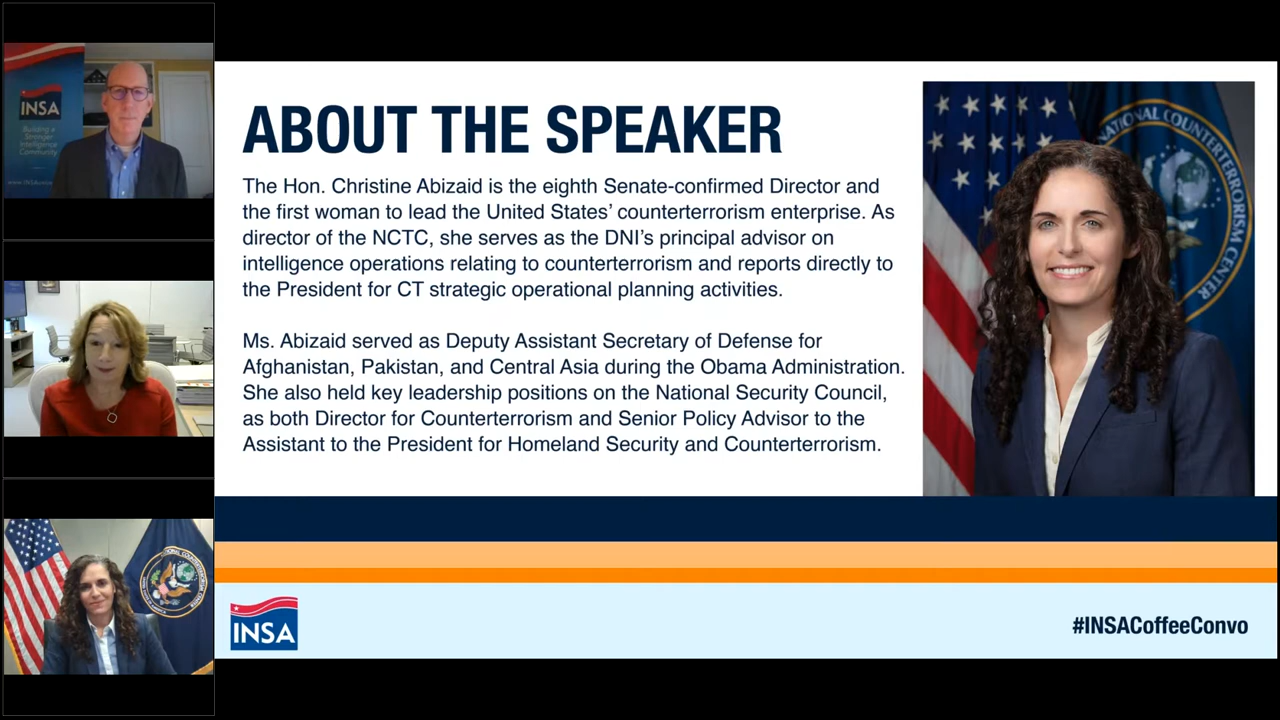 INSA
Building a
Stronger
Intelligence
Community
ABOUT THE SPEAKER
The Hon. Christine Abizaid is the eighth Senate-confirmed Director and
the first woman to lead the United States' counterterrorism enterprise. As
director of the NCTC, she serves as the DNI's principal advisor on
intelligence operations relating to counterterrorism and reports directly to
the President for CT strategic operational planning activities.
Ms. Abizaid served as Deputy Assistant Secretary of Defense for
Afghanistan, Pakistan, and Central Asia during the Obama Administration.
She also held key leadership positions on the National Security Council,
as both Director for Counterterrorism and Senior Policy Advisor to the
Assistant to the President for Homeland Security and Counterterrorism.
NATIONAL COUNTERTERRORISM CENTER
INSA
#INSACoffeeConvo